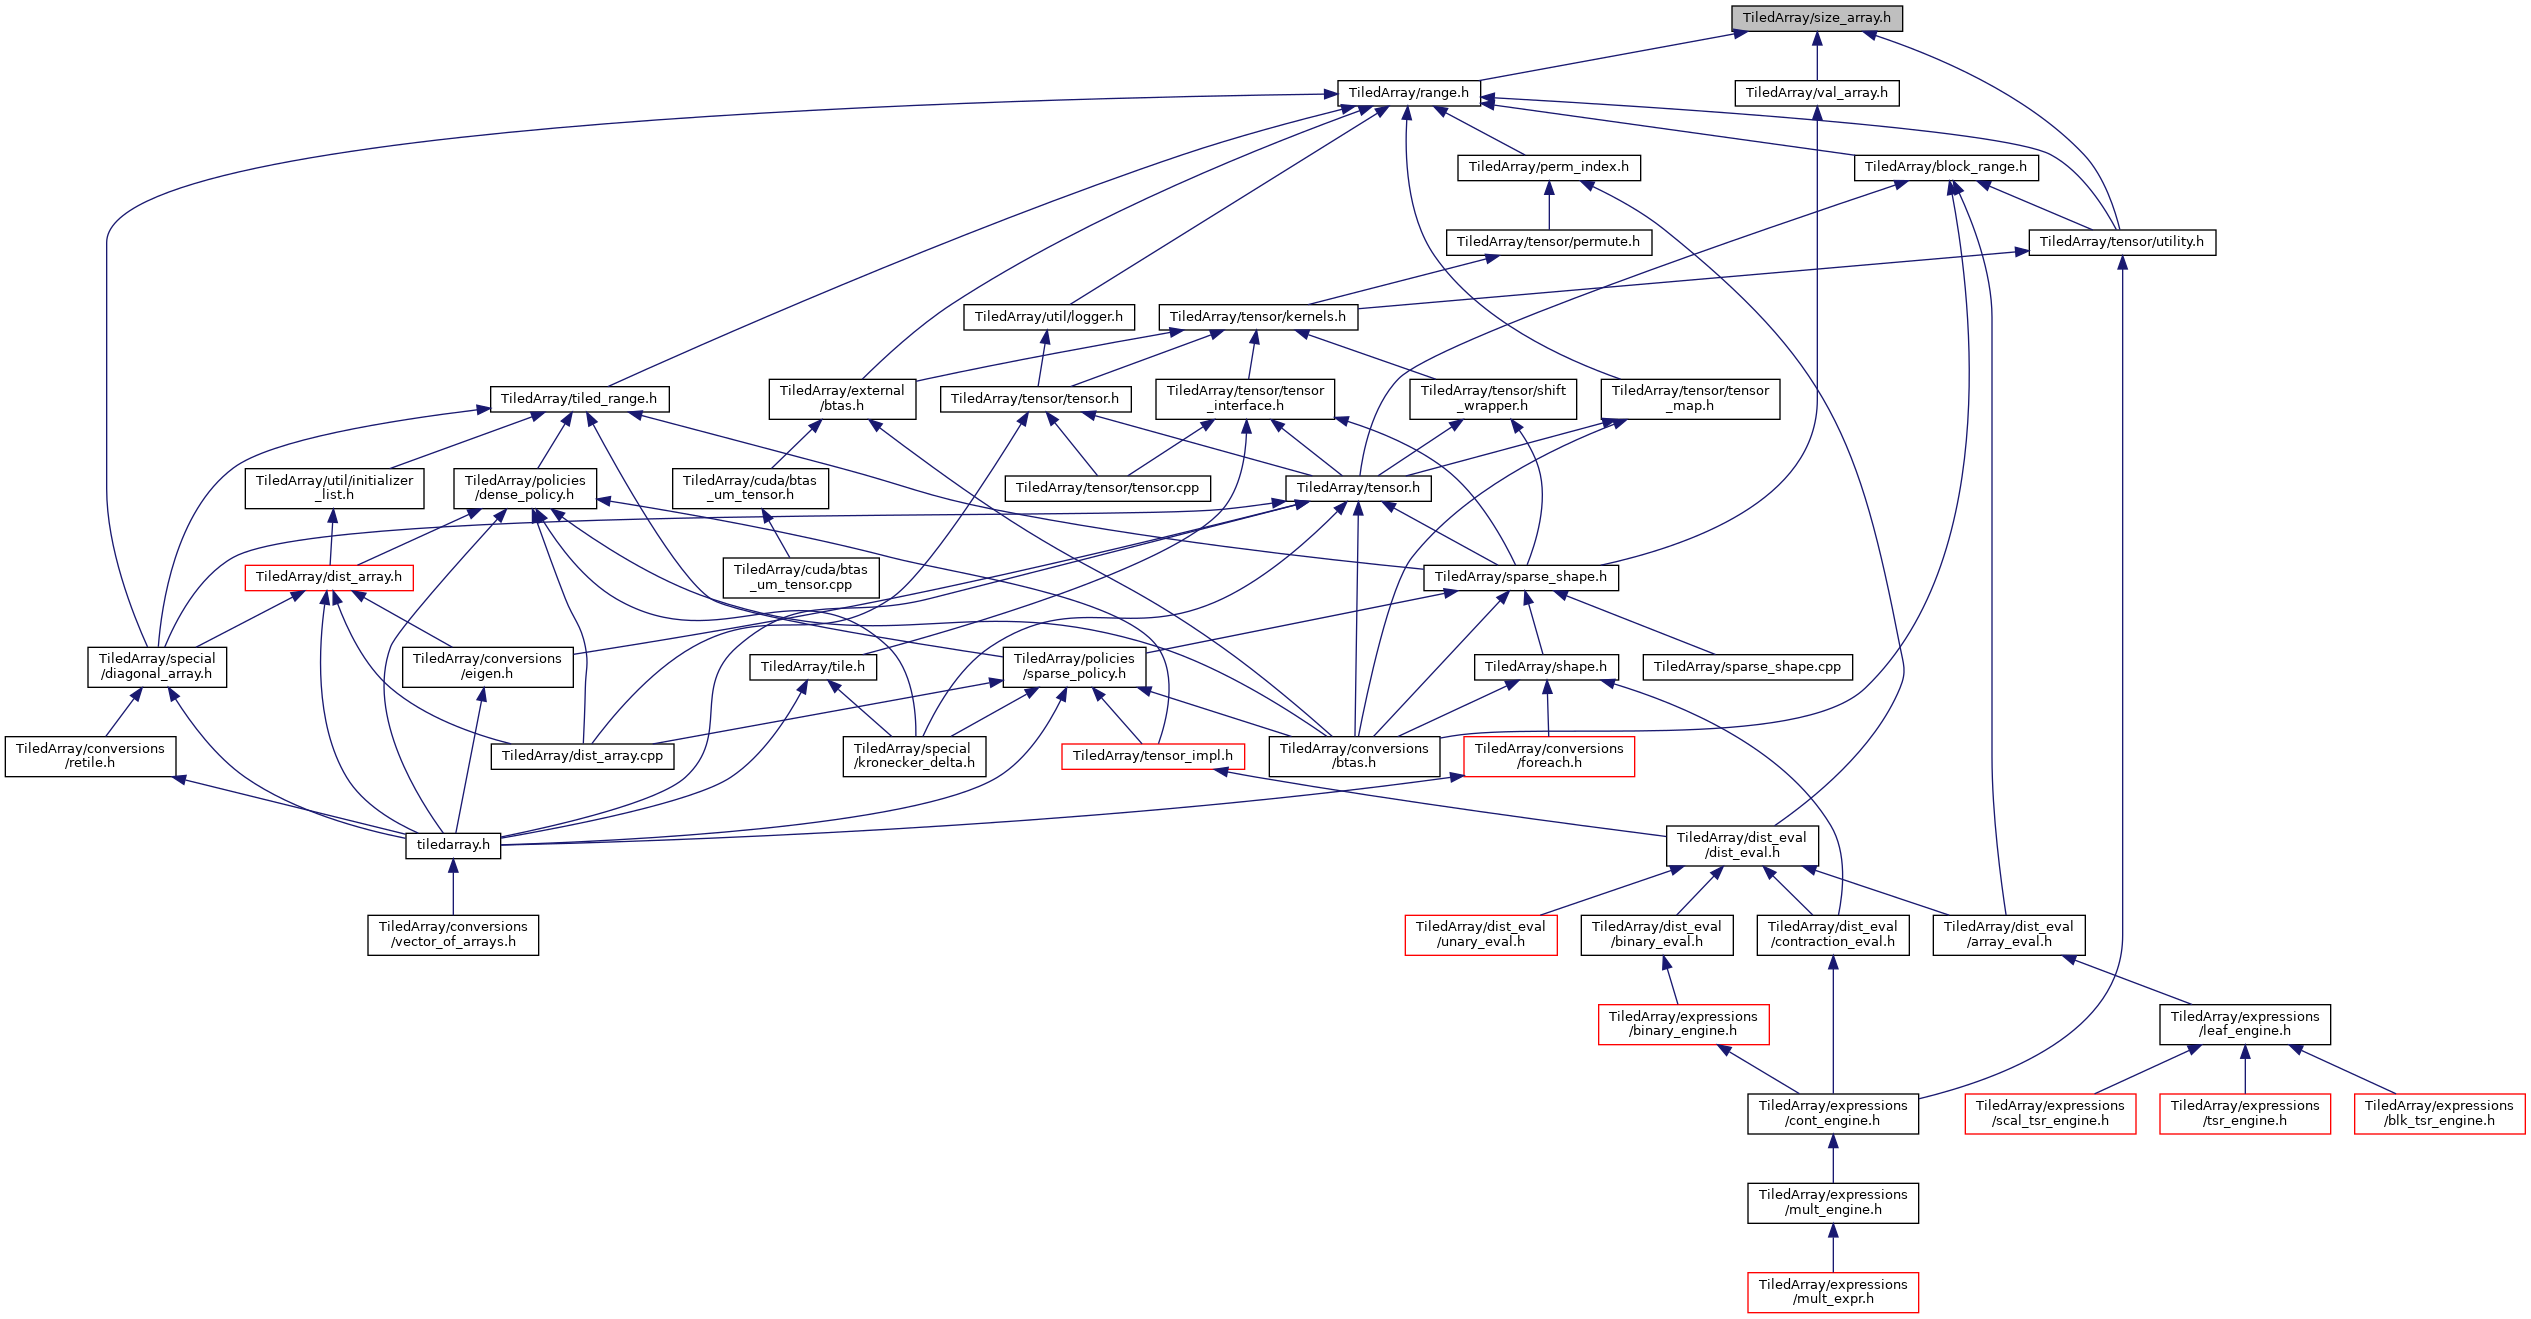 TiledArray/size_array.h
TiledArray/range.h
TiledArray/val_array.h
TiledArray/perm_index.h
TiledArray/block_range.h
TiledArray/tensor/permute.h
TiledArray/tensor/utility.h
TiledArray/util/logger.h
TiledArray/tensor/kernels.h
TiledArray/tiled_range.h
TiledArray/external
/btas.h
TiledArray/tensor/tensor.h
TiledArray/tensor/tensor
_interface.h
TiledArray/tensor/shift
_wrapper.h
TiledArray/tensor/tensor
_map.h
TiledArray/util/initializer
_list.h
TiledArray/policies
/dense_policy.h
TiledArray/cuda/btas
_um_tensor.h
TiledArray/tensor/tensor.cpp
TiledArray/tensor.h
TiledArray/dist_array.h
TiledArray/cuda/btas
_um_tensor.cpp
TiledArray/sparse_shape.h
TiledArray/special
/diagonal_array.h
TiledArray/conversions
/eigen.h
TiledArray/tile.h
TiledArray/policies
/sparse_policy.h
TiledArray/shape.h
TiledArray/sparse_shape.cpp
TiledArray/conversions
/retile.h
TiledArray/dist_array.cpp
TiledArray/special
/kronecker_delta.h
TiledArray/tensor_impl.h
TiledArray/conversions
/btas.h
TiledArray/conversions
/foreach.h
tiledarray.h
TiledArray/dist_eval
/dist_eval.h
TiledArray/conversions
/vector_of_arrays.h
TiledArray/dist_eval
/unary_eval.h
TiledArray/dist_eval
/binary_eval.h
TiledArray/dist_eval
/contraction_eval.h
TiledArray/dist_eval
/array_eval.h
TiledArray/expressions
/binary_engine.h
TiledArray/expressions
/leaf_engine.h
TiledArray/expressions
/cont_engine.h
TiledArray/expressions
/scal_tsr_engine.h
TiledArray/expressions
/tsr_engine.h
TiledArray/expressions
/blk_tsr_engine.h
TiledArray/expressions
/mult_engine.h
TiledArray/expressions
/mult_expr.h